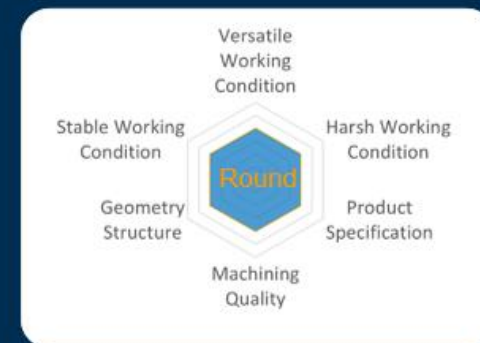 Versatile
Working
Condition
Stable Working
Condition
Harsh Working
Condition
Round
Geometry
Structure
Product
Specification
Machining
Quality